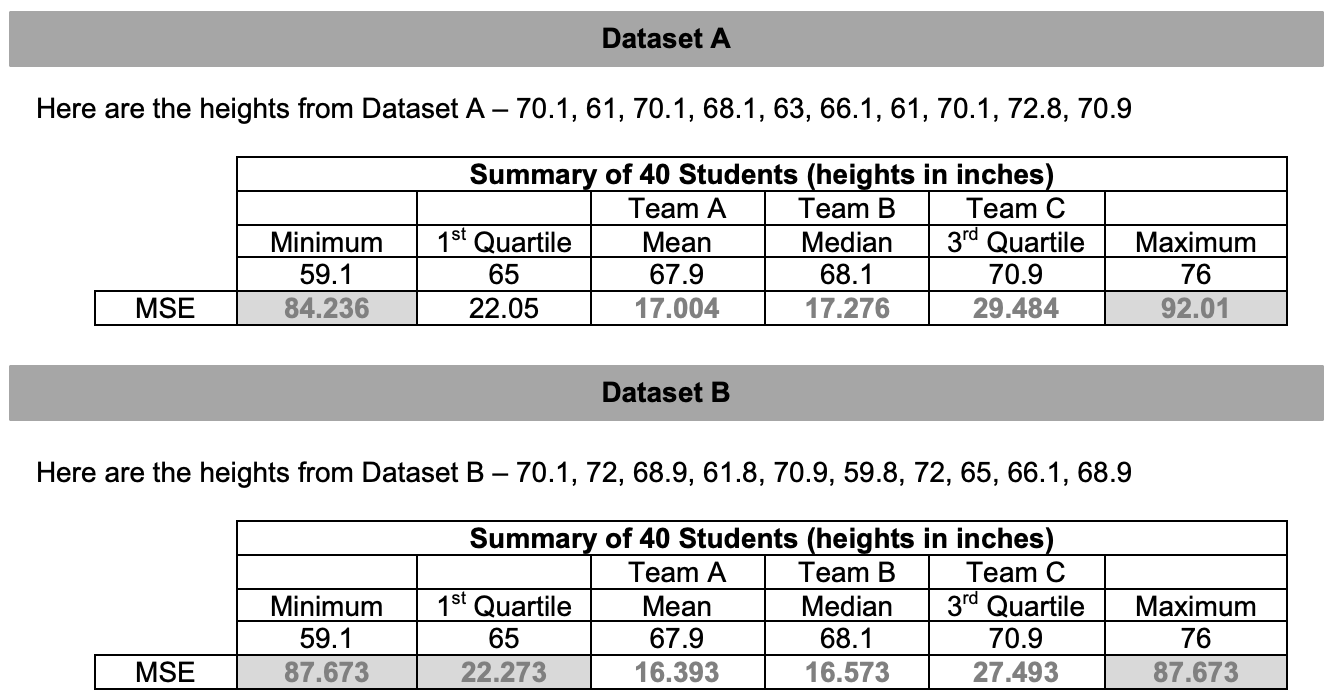 Dataset A
Here are the heights from Dataset A – 70.1, 61, 70.1, 68.1, 63, 66.1, 61, 70.1, 72.8, 70.9
Summary of 40 Students (heights in inches)
Team A Team B Team C
Minimum 1st Quartile Mean Median 3rd Quartile Maximum
59.1 65 67.9 68.1 70.9 76
MSE 84.236 22.05 17.004 17.276 29.484 92.01
Dataset B
Here are the heights from Dataset B – 70.1, 72, 68.9, 61.8, 70.9, 59.8, 72, 65, 66.1, 68.9
Summary of 40 Students (heights in inches)
Team A Team B Team C
Minimum 1st Quartile Mean Median 3rd Quartile Maximum
59.1 65 67.9 68.1 70.9 76
MSE 87.673 22.273 16.393 16.573 27.493 87.673